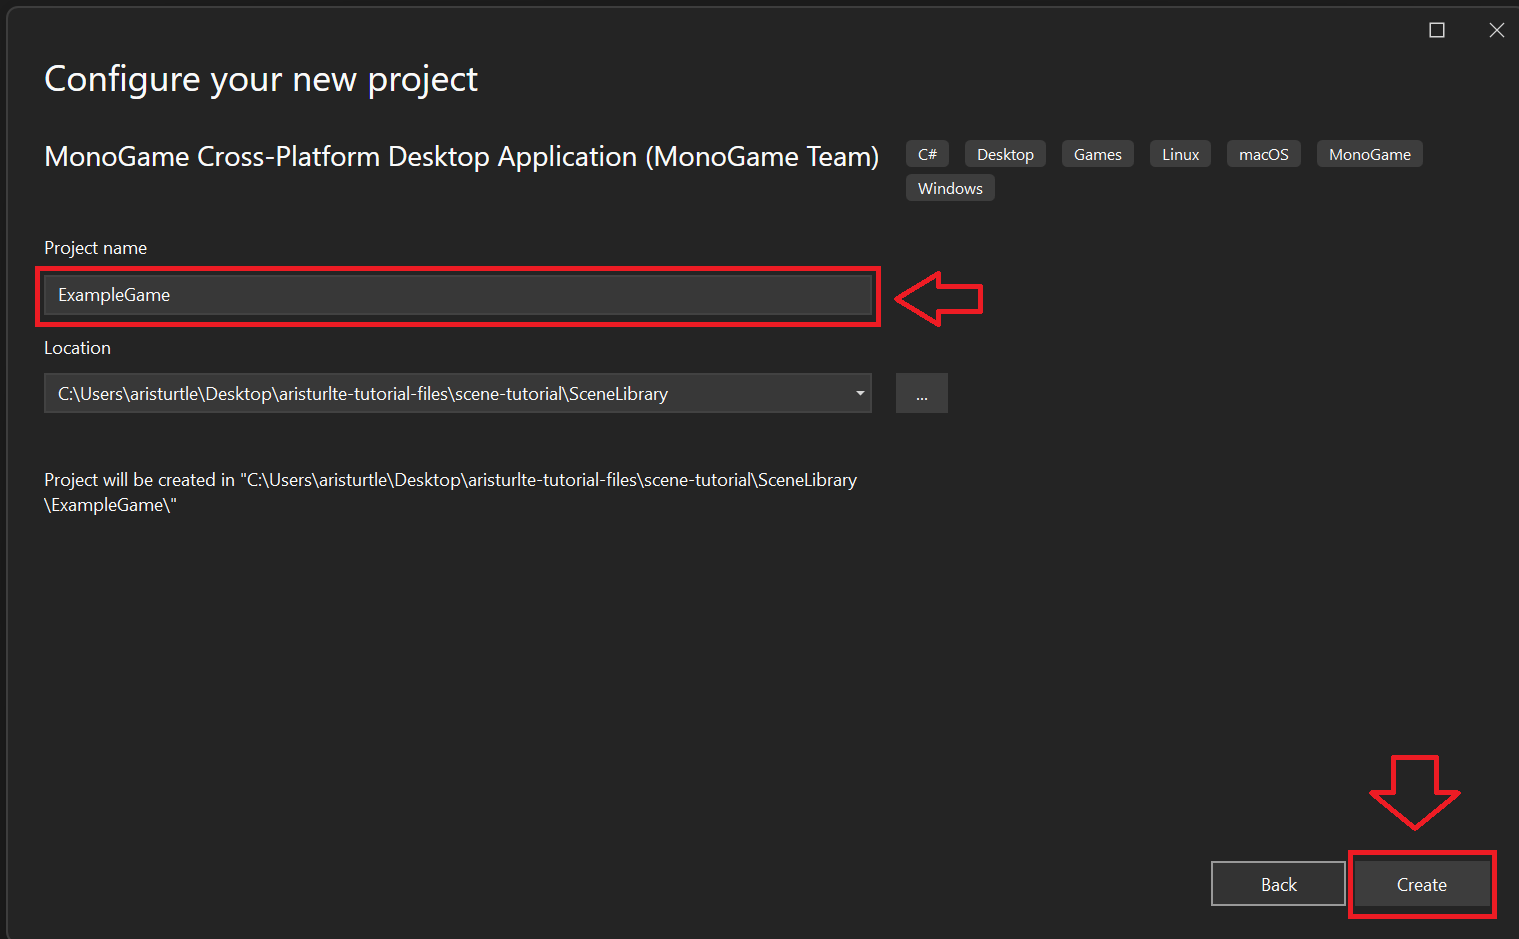 Configure your new project
MonoGame Cross-Platform Desktop Application (MonoGame Team)
C# Desktop Games Linux macOS MonoGame
Windows
Project name
ExampleGame
Location
C:\Users\aristurtle\Desktop\aristurlte-tutorial-files\scene-tutorial\SceneLibrary
...
Project will be created in "C:\Users\aristurtle\Desktop\aristurlte-tutorial-files\scene-tutorial\SceneLibrary
\ExampleGame\"
Back Create